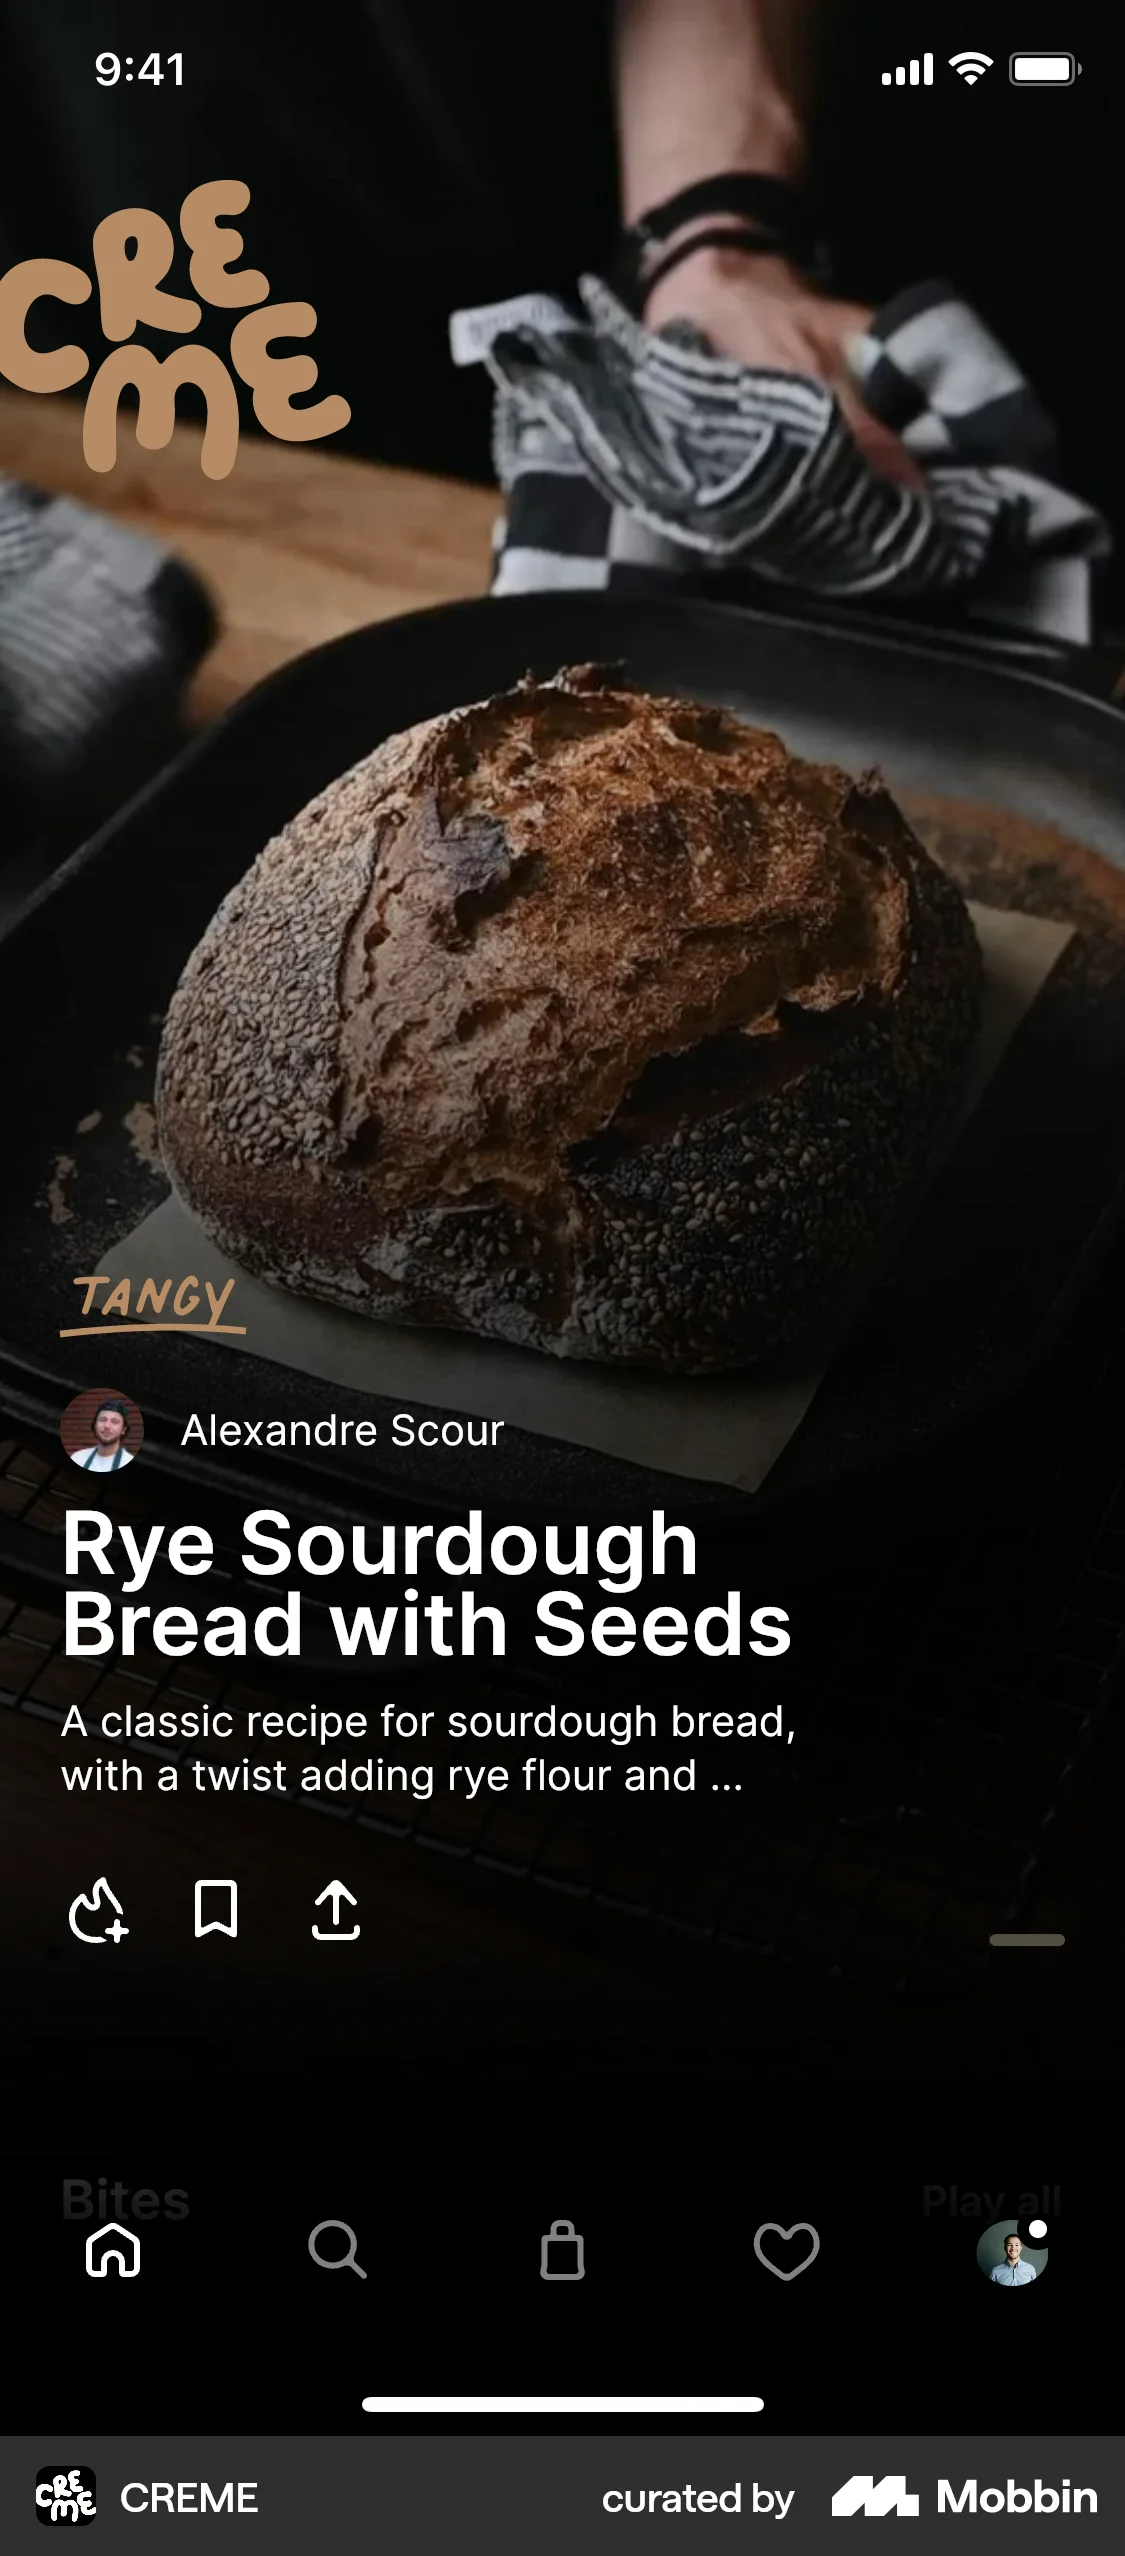 9:41
CREME
TANGY
Alexandre Scour
Rye Sourdough
Bread with Seeds
A classic recipe for sourdough bread,
with a twist adding rye flour and ...
Bites
Play all
CREME
CREME
curated by
Mobbin